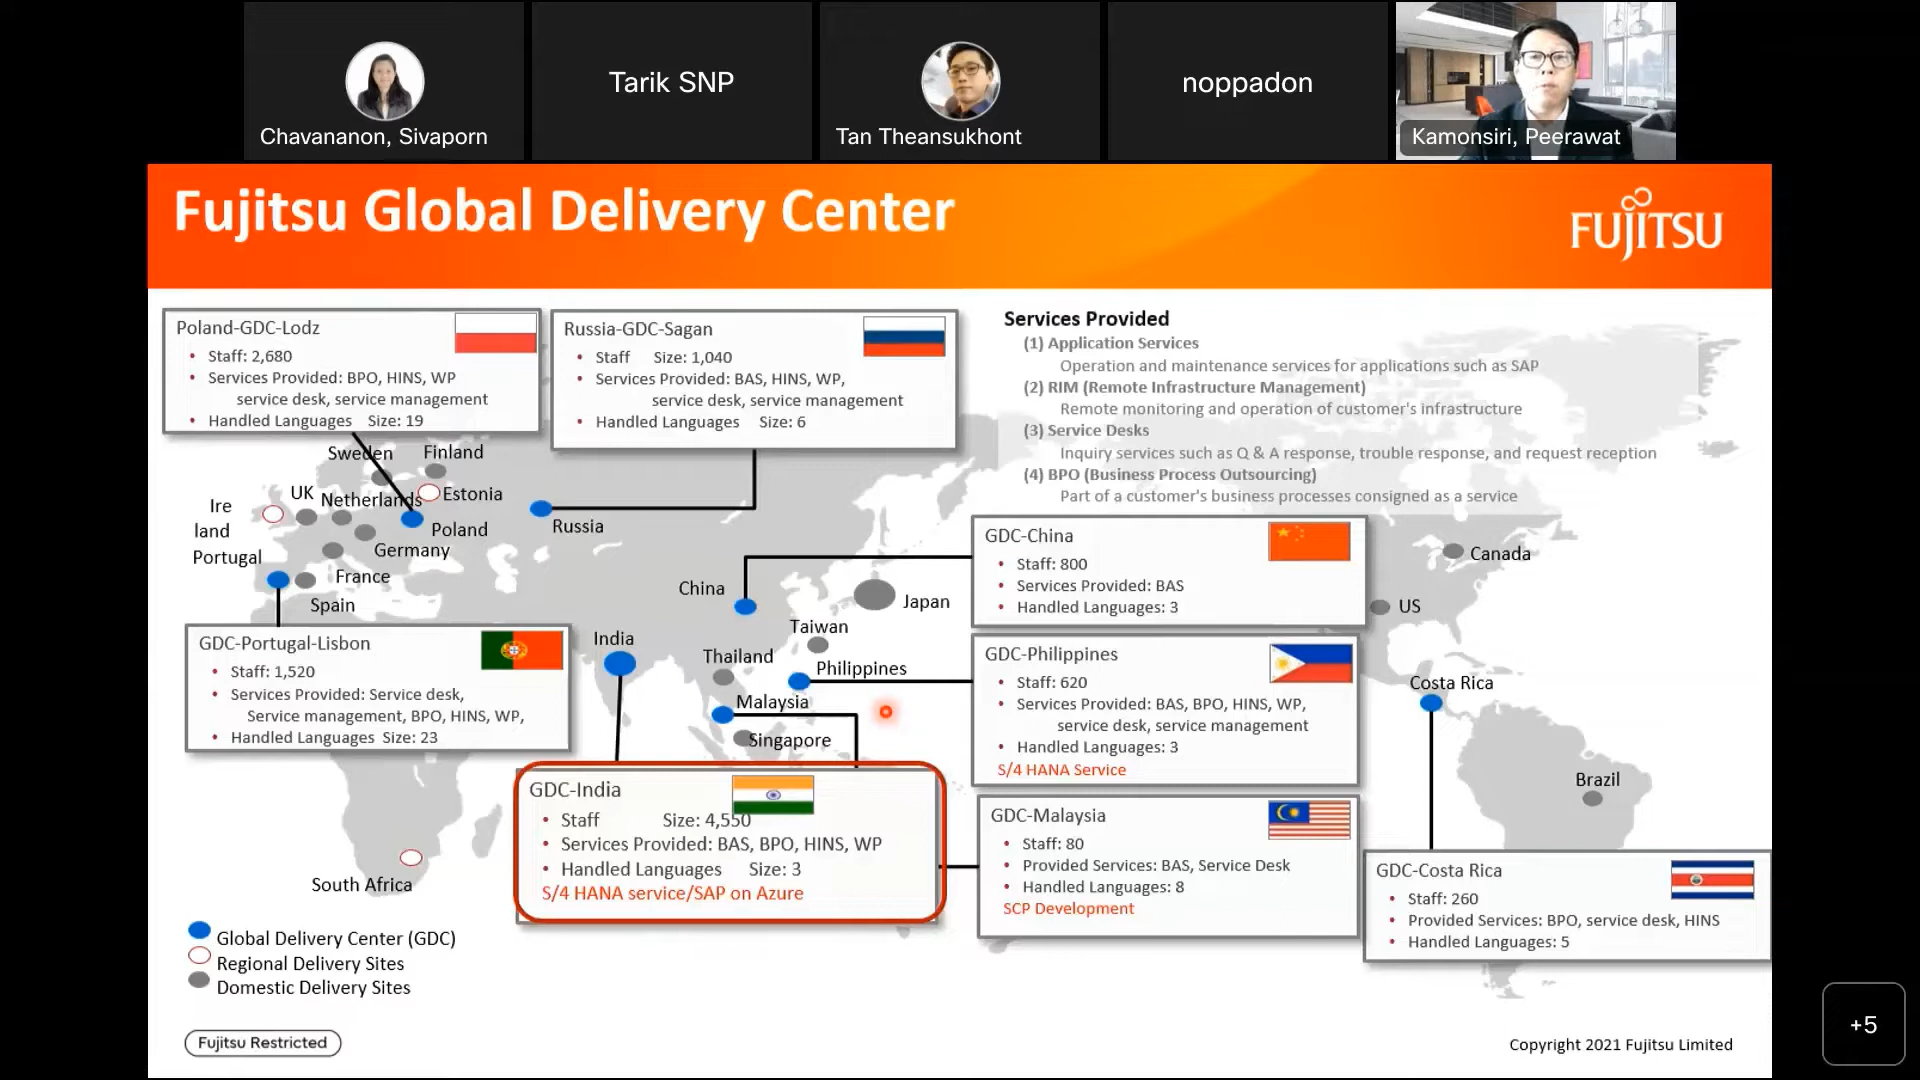 Chavananon, Sivaporn
Tarik SNP
Tan Theansukhont
noppadon
Kamonsiri, Peerawat
Fujitsu Global Delivery Center
FUJITSU
Poland-GDC-Lodz
• Staff: 2,680
• Services Provided: BPO, HINS, WP
service desk, service management
• Handled Languages Size: 19
Russia-GDC-Sagan
• Staff Size: 1,040
• Services Provided: BAS, HINS, WP,
service desk, service management
• Handled Languages Size: 6
Services Provided
(1) Application Services
Operation and maintenance services for applications such as SAP
(2) RIM (Remote Infrastructure Management)
Remote monitoring and operation of customer's infrastructure
(3) Service Desks
Inquiry services such as Q & A response, trouble response, and request reception
(4) BPO (Business Process Outsourcing)
Part of a customer's business processes consigned as a service
Sweden
Finland
UK
Netherlands
Estonia
Ire
land
Poland
Russia
Portugal
Germany
France
Spain
China
Japan
Taiwan
India
Thailand
Philippines
Malaysia
Singapore
Canada
US
Costa Rica
Brazil
South Africa
GDC-China
• Staff: 800
• Services Provided: BAS
• Handled Languages: 3
GDC-Portugal-Lisbon
• Staff: 1,520
• Services Provided: Service desk,
Service management, BPO, HINS, WP,
• Handled Languages Size: 23
GDC-Philippines
• Staff: 620
• Services Provided: BAS, BPO, HINS, WP,
service desk, service management
• Handled Languages: 3
S/4 HANA Service
GDC-India
• Staff Size: 4,550
• Services Provided: BAS, BPO, HINS, WP
• Handled Languages Size: 3
S/4 HANA service/SAP on Azure
GDC-Malaysia
• Staff: 80
• Provided Services: BAS, Service Desk
• Handled Languages: 8
SCP Development
GDC-Costa Rica
• Staff: 260
• Provided Services: BPO, service desk, HINS
• Handled Languages: 5
Global Delivery Center (GDC)
Regional Delivery Sites
Domestic Delivery Sites
Fujitsu Restricted
Copyright 2021 Fujitsu Limited
+5